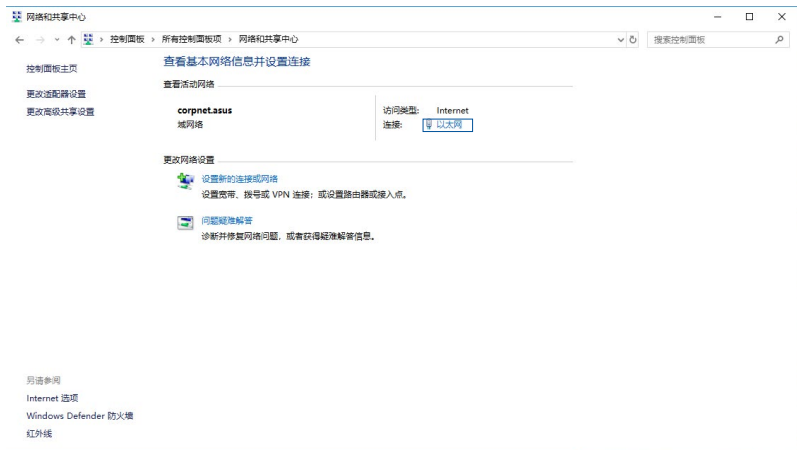 网络和共享中心
控制面板 > 所有控制面板项 > 网络和共享中心
搜索控制面板
控制面板主页
更改适配器设置
更改高级共享设置
查看基本网络信息并设置连接
查看活动网络
corpnet.asus
域网络
访问类型: Internet
连接: 以太网
更改网络设置
设置新的连接或网络
设置宽带、拨号或 VPN 连接；或设置路由器或接入点。
问题疑难解答
诊断并修复网络问题，或者获得疑难解答信息。
另请参阅
Internet 选项
Windows Defender 防火墙
红外线